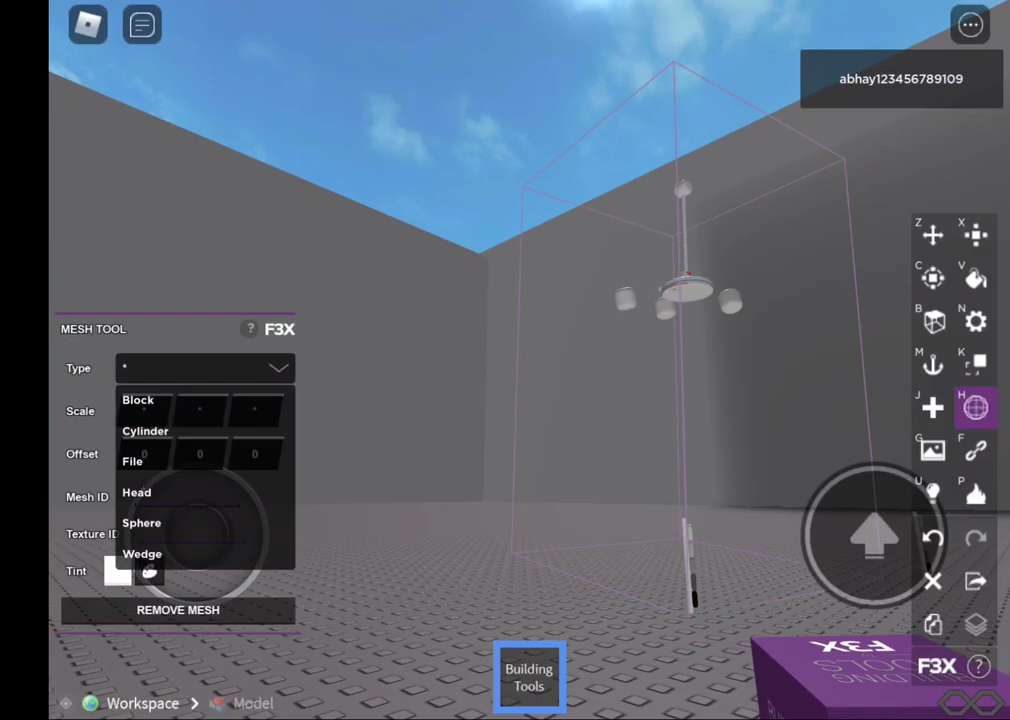 abhay123456789109
MESH TOOL ? F3X
Type *
Block
Scale * * *
Cylinder
Offset 0 0 0
File
Mesh ID
Head
Sphere
Texture ID
Wedge
Tint
REMOVE MESH
Z X
C V
B N
M K
J H
G F
U P
F3X ?
Building
Tools
F3X
Workspace > Model